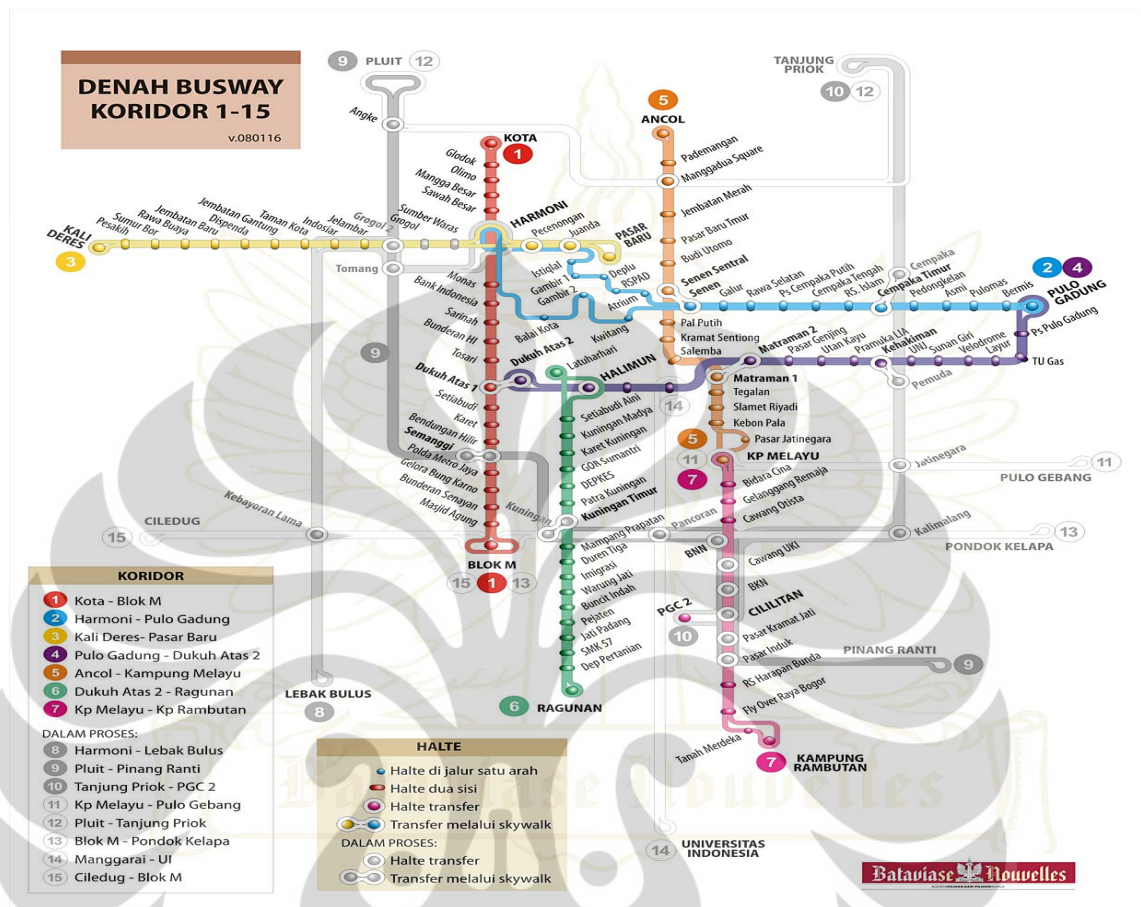 DENAH BUSWAY
KORIDOR 1-15
v.080116
9 PLUIT 12
Angke
TANJUNG
PRIOK
10 12
5
ANCOL
Pademangan
Manggadua Square
Jembatan Merah
Pasar Baru Timur
Budi Utomo
Senen Sentral
Senen
KOTA
1
Glodok
Olimo
Mangga Besar
Sawah Besar
HARMONI
Pecenongan
Juanda
PASAR
BARU
KALI
DERES
3
Pesakih
Sumur Bor
Rawa Buaya
Jembatan Baru
Dispenda
Jembatan Gantung
Taman Kota
Indosiar
Jelambar
Grogol 2
Grogol
Sumber Waras
Tomang
Monas
Bank Indonesia
Sarinah
Bunderan HI
Tosari
Dukuh Atas 1
Setiabudi
Karet
Bendungan Hilir
Semanggi
Polda Metro Jaya
Gelora Bung Karno
Bunderan Senayan
Masjid Agung
BLOK M
15 1 13
Istiqlal
Gambir 1
Gambir 2
Balai Kota
Deplu
RSPAD
Atrium
Kwitang
Galur
Rawa Selatan
Ps Cempaka Putih
Cempaka Tengah
RS. Islam
Cempaka Timur
Cempaka
Pedongkelan
Asmi
Pulomas
Bermis
2 4
PULO
GADUNG
Ps Pulo Gadung
TU Gas
Layur
Velodrome
Sunan Giri
UNJ
Kehakiman
Pemuda
Pramuka LIA
Utan Kayu
Pasar Genjing
Matraman 2
Pal Putih
Kramat Sentiong
Salemba
Matraman 1
Tegalan
Slamet Riyadi
Kebon Pala
Pasar Jatinegara
14
Dukuh Atas 2
Latuharhari
HALIMUN
Setiabudi Aini
Kuningan Madya
Karet Kuningan
GOR Sumantri
DEPKES
Patra Kuningan
Kuningan Timur
Kuningan
Mampang Prapatan
Duren Tiga
Imigrasi
Warung Jati
Buncit Indah
Pejaten
Jati Padang
SMK 57
Dep Pertanian
6 RAGUNAN
9
5
11
7
KP MELAYU
Bidara Cina
Gelanggang Remaja
Cawang Otista
Pancoran
BNN
Cawang UKI
BKN
CILILITAN
PGC 2
10
Pasar Kramat Jati
Pasar Induk
RS Harapan Bunda
Fly Over Raya Bogor
Tanah Merdeka
7
KAMPUNG
RAMBUTAN
PINANG RANTI 9
Jatinegara
11
PULO GEBANG
Kalimalang
13
PONDOK KELAPA
CILEDUG
15
Kebayoran Lama
LEBAK BULUS
8
14 UNIVERSITAS
INDONESIA
KORIDOR
1 Kota - Blok M
2 Harmoni - Pulo Gadung
3 Kali Deres- Pasar Baru
4 Pulo Gadung - Dukuh Atas 2
5 Ancol - Kampung Melayu
6 Dukuh Atas 2 - Ragunan
7 Kp Melayu - Kp Rambutan
DALAM PROSES:
8 Harmoni - Lebak Bulus
9 Pluit - Pinang Ranti
10 Tanjung Priok - PGC 2
11 Kp Melayu - Pulo Gebang
12 Pluit - Tanjung Priok
13 Blok M - Pondok Kelapa
14 Manggarai - UI
15 Ciledug - Blok M
HALTE
Halte di jalur satu arah
Halte dua sisi
Halte transfer
Transfer melalui skywalk
DALAM PROSES:
Halte transfer
Transfer melalui skywalk
Bataviase Nouvelles
Bataviase Nouvelles